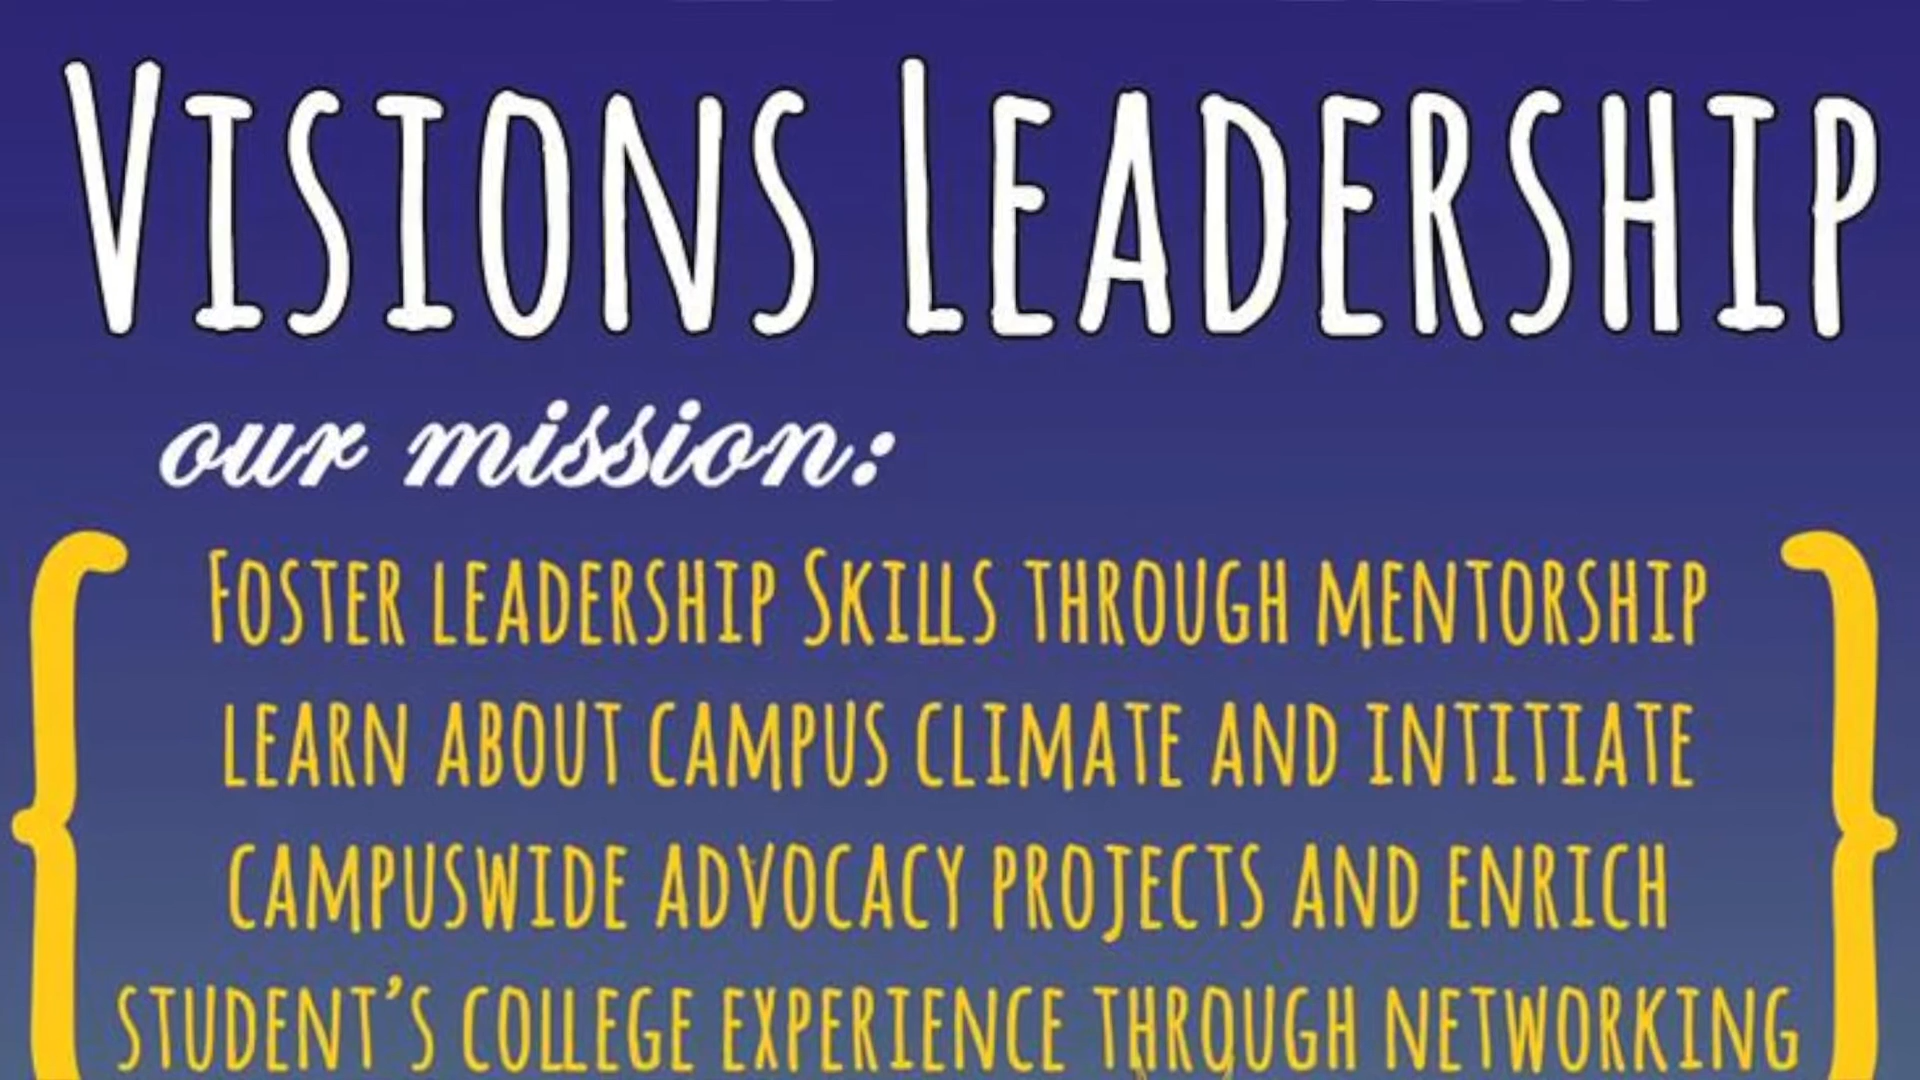 VISIONS LEADERSHIP
our mission:
FOSTER LEADERSHIP SKILLS THROUGH MENTORSHIP
LEARN ABOUT CAMPUS CLIMATE AND INTITIATE
CAMPUSWIDE ADVOCACY PROJECTS AND ENRICH
STUDENT'S COLLEGE EXPERIENCE THROUGH NETWORKING